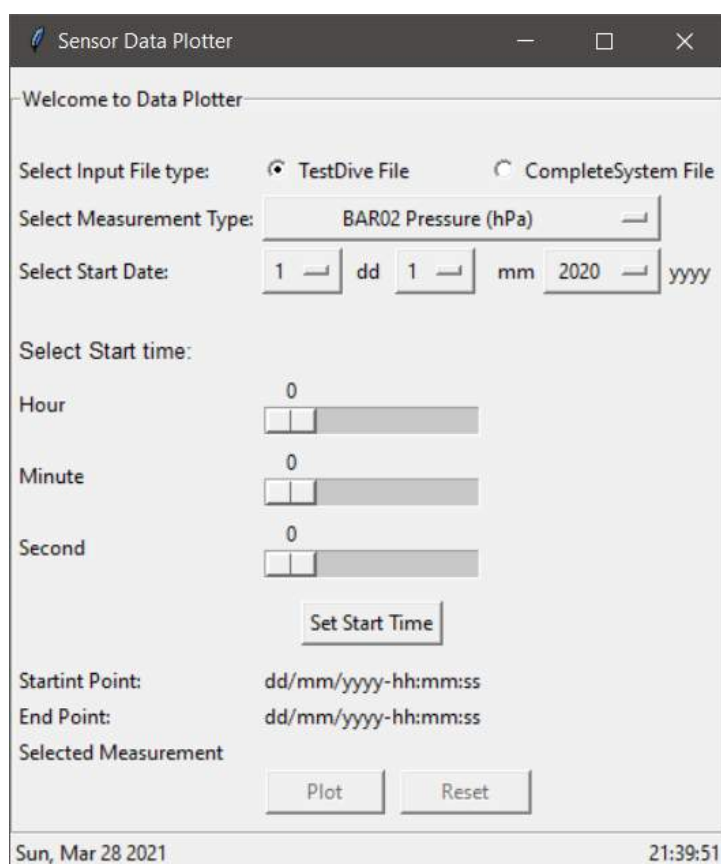 Sensor Data Plotter
Welcome to Data Plotter
Select Input File type: TestDive File CompleteSystem File
Select Measurement Type: BAR02 Pressure (hPa)
Select Start Date: 1 dd 1 mm 2020 yyyy
Select Start time:
0
Hour
0
Minute
0
Second
Set Start Time
Startint Point: dd/mm/yyyy-hh:mm:ss
End Point: dd/mm/yyyy-hh:mm:ss
Selected Measurement
Plot Reset
Sun, Mar 28 2021 21:39:51